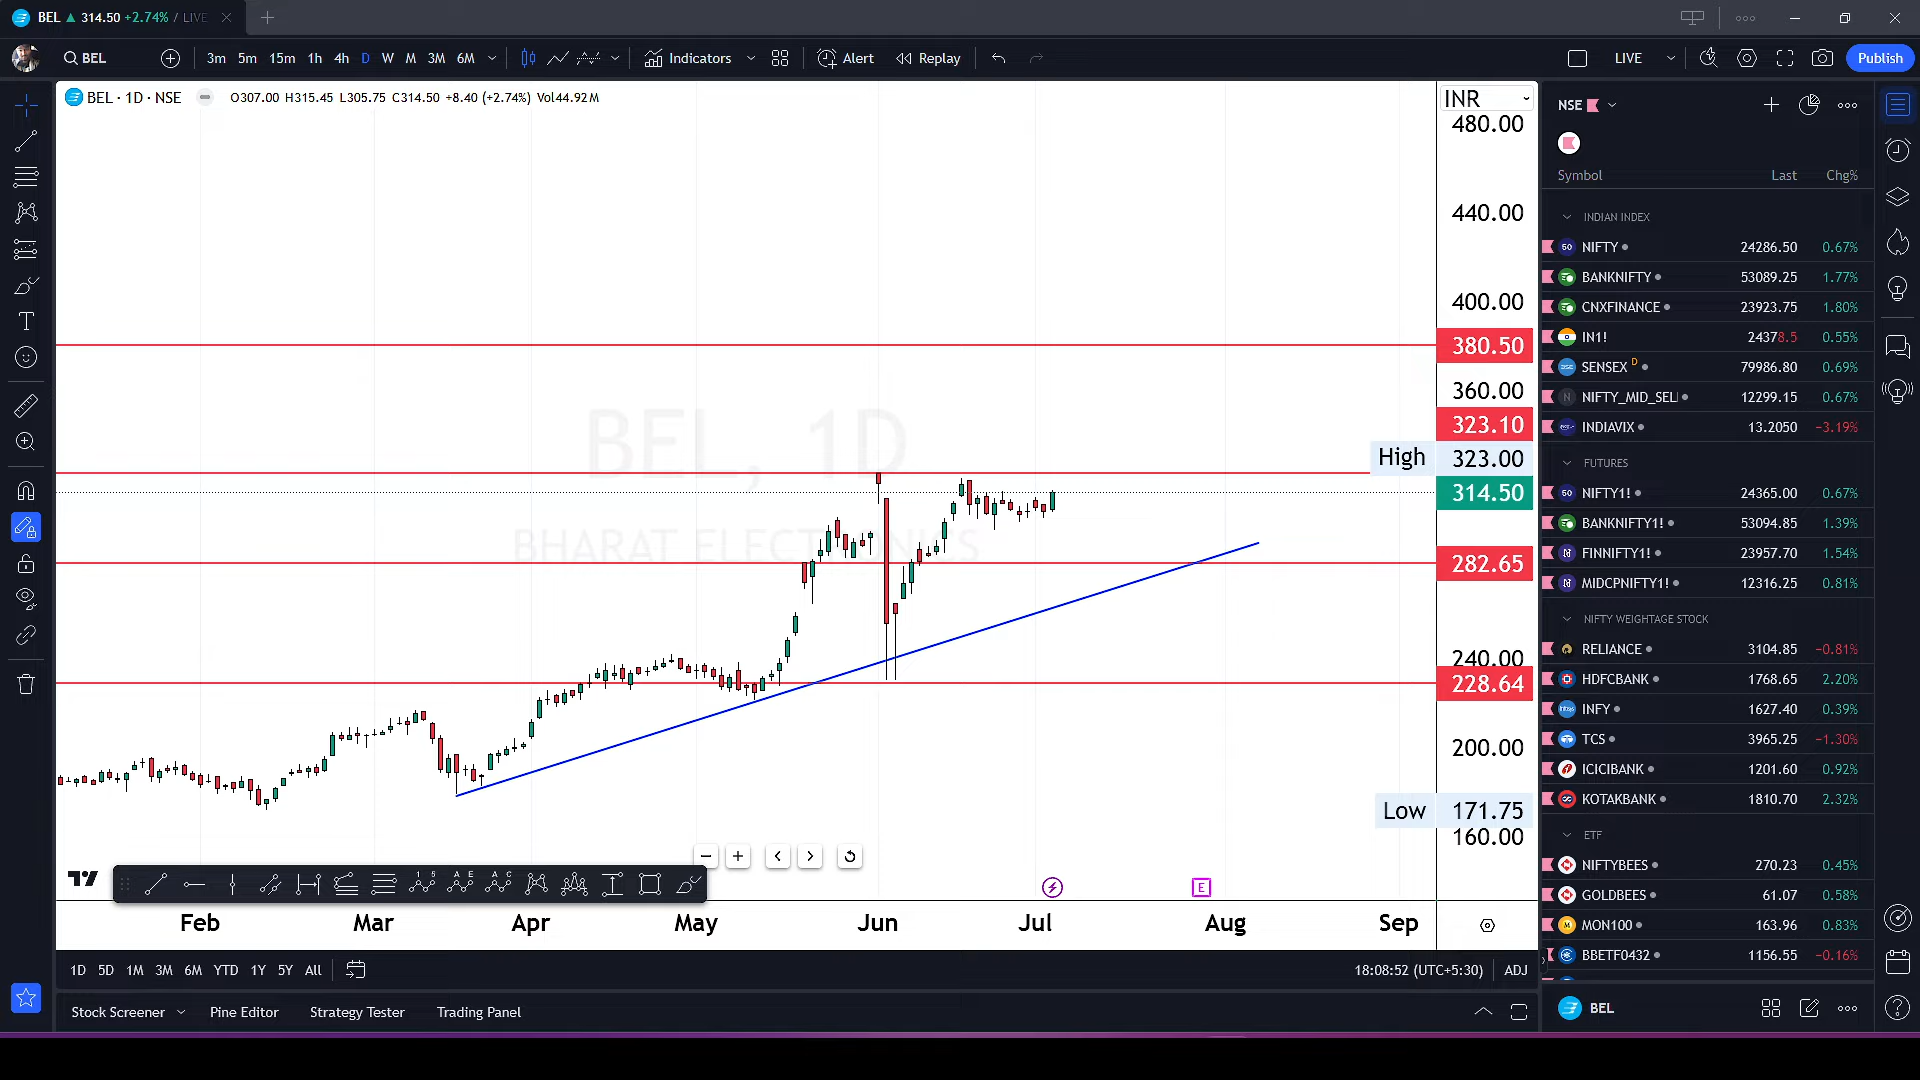 BEL ▲ 314.50 +2.74% / LIVE
BEL 3m 5m 15m 1h 4h D W M 3M 6M Indicators Alert Replay LIVE Publish
BEL · 1D · NSE O307.00 H315.45 L305.75 C314.50 +8.40 (+2.74%) Vol44.92M
INR
480.00
440.00
400.00
380.50
360.00
323.10
High 323.00
314.50
282.65
240.00
228.64
200.00
Low 171.75
160.00
BEL, 1D
BHARAT ELECTRONICS
E
Feb Mar Apr May Jun Jul Aug Sep
1D 5D 1M 3M 6M YTD 1Y 5Y All 18:08:52 (UTC+5:30) ADJ
Stock Screener Pine Editor Strategy Tester Trading Panel
NSE
Symbol Last Chg%
INDIAN INDEX
50 NIFTY 24286.50 0.67%
BANKNIFTY 53089.25 1.77%
CNXFINANCE 23923.75 1.80%
IN1! 24378.5 0.55%
SENSEX D 79986.80 0.69%
N NIFTY_MID_SEL 12299.15 0.67%
INDIAVIX 13.2050 −3.19%
FUTURES
50 NIFTY1! 24365.00 0.67%
BANKNIFTY1! 53094.85 1.39%
FINNIFTY1! 23957.70 1.54%
MIDCPNIFTY1! 12316.25 0.81%
NIFTY WEIGHTAGE STOCK
RELIANCE 3104.85 −0.81%
HDFCBANK 1768.65 2.20%
INFY 1627.40 0.39%
TCS 3965.25 −1.30%
ICICIBANK 1201.60 0.92%
KOTAKBANK 1810.70 2.32%
ETF
NIFTYBEES 270.23 0.45%
GOLDBEES 61.07 0.58%
M MON100 163.96 0.83%
BBETF0432 1156.55 −0.16%
BEL